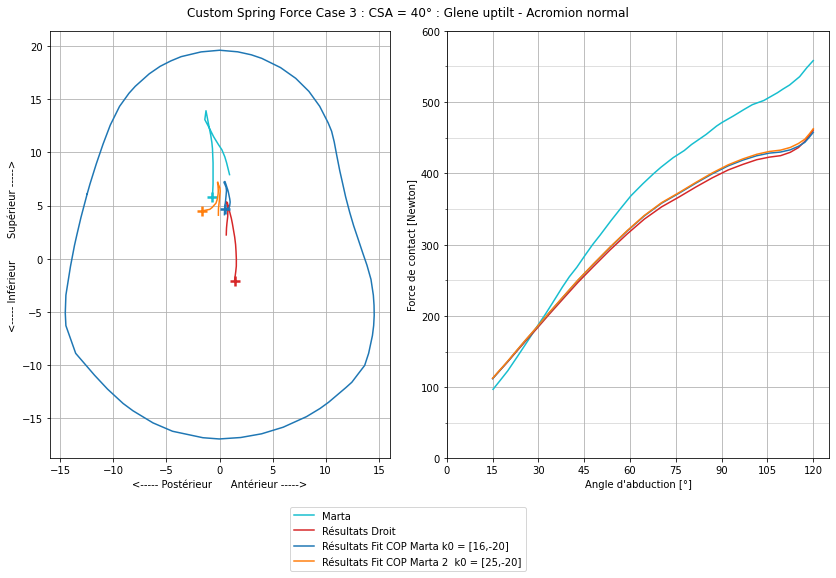 Custom Spring Force Case 3 : CSA = 40° : Glene uptilt - Acromion normal
<----- Inférieur Supérieur ----->
20
15
10
5
0
−5
−10
−15
−15 −10 −5 0 5 10 15
<----- Postérieur Antérieur ----->
Force de contact [Newton]
600
500
400
300
200
100
0
0 15 30 45 60 75 90 105 120
Angle d'abduction [°]
Marta
Résultats Droit
Résultats Fit COP Marta k0 = [16,-20]
Résultats Fit COP Marta 2 k0 = [25,-20]